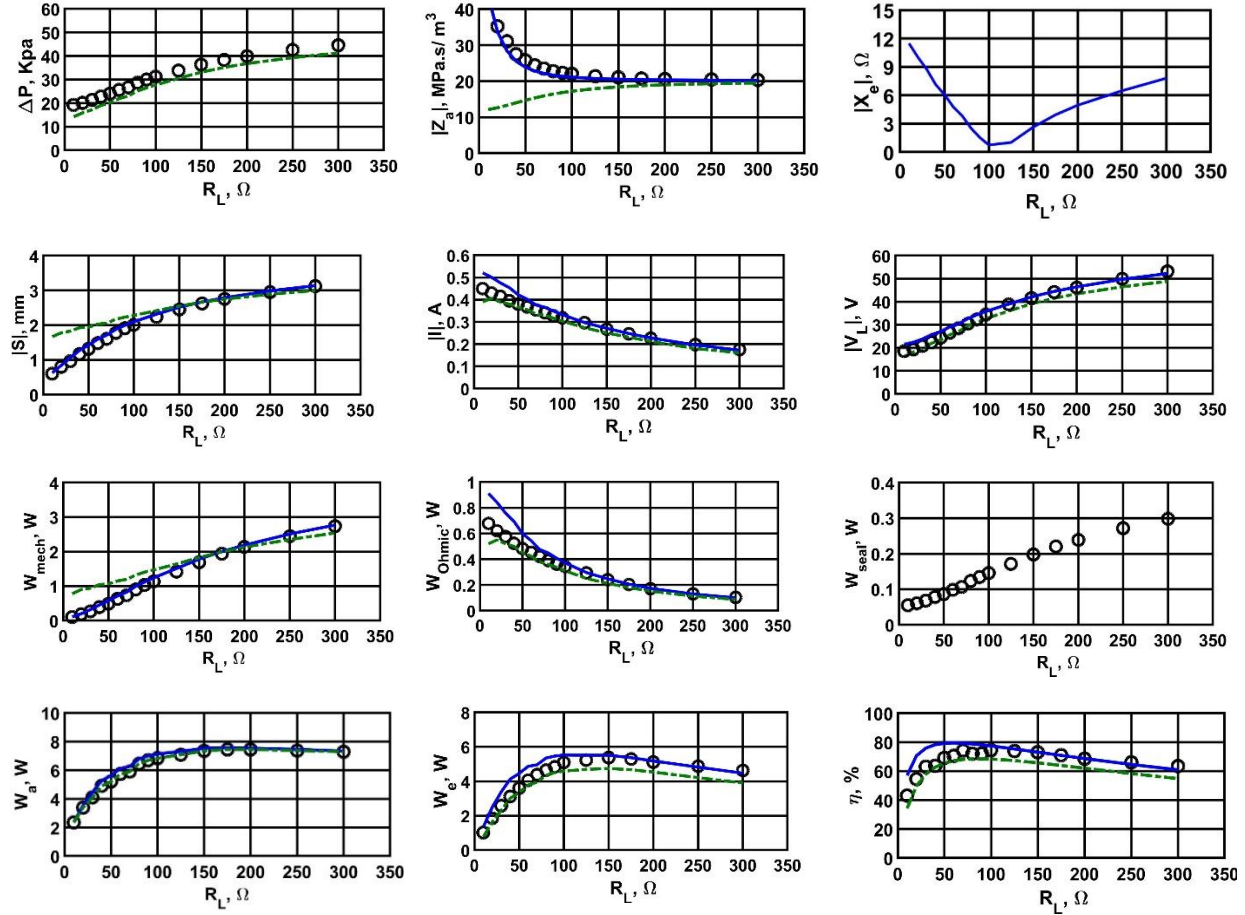 ΔP, Kpa
60
50
40
30
20
10
0
0 50 100 150 200 250 300 350
R_L, Ω
|Z_a|, MPa.s/ m³
40
30
20
10
0
0 50 100 150 200 250 300 350
R_L, Ω
|X_e|, Ω
15
12
9
6
3
0
0 50 100 150 200 250 300 350
R_L, Ω
|S|, mm
4
3
2
1
0
0 50 100 150 200 250 300 350
R_L, Ω
|I|, A
0.6
0.5
0.4
0.3
0.2
0.1
0
0 50 100 150 200 250 300 350
R_L, Ω
|V_L|, V
60
50
40
30
20
10
0
0 50 100 150 200 250 300 350
R_L, Ω
W_mech, W
4
3
2
1
0
0 50 100 150 200 250 300 350
R_L, Ω
W_Ohmic, W
1
0.8
0.6
0.4
0.2
0
0 50 100 150 200 250 300 350
R_L, Ω
W_seal, W
0.4
0.3
0.2
0.1
0
0 50 100 150 200 250 300 350
R_L, Ω
W_a, W
10
8
6
4
2
0
0 50 100 150 200 250 300 350
R_L, Ω
W_e, W
8
6
4
2
0
0 50 100 150 200 250 300 350
R_L, Ω
η, %
100
80
60
40
20
0
0 50 100 150 200 250 300 350
R_L, Ω